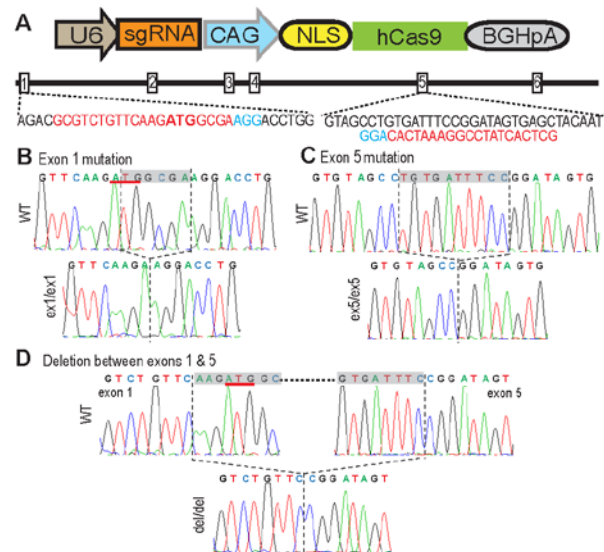 A
U6 sgRNA CAG NLS hCas9 BGHpA
1 2 3 4 5 6
AGACGCGTCTGTTCAAGATGGCGAAGGACCTGG GTAGCCTGTGATTTCCGGATAGTGAGCTACAAT
GGACACTAAAGGCCTATCACTCG
B Exon 1 mutation
G T T C A A G A T G G C G A A G G A C C T G
WT
G T T C A A G A A G G A C C T G
ex1/ex1
C Exon 5 mutation
G T G T A G C C T G T G A T T T C C G G A T A G T G
WT
G T G T A G C C G G A T A G T G
ex5/ex5
D Deletion between exons 1 & 5
G T C T G T T C A A G A T G G C G T G A T T T C C G G A T A G T
exon 1 exon 5
WT
G T C T G T T C C G G A T A G T
del/del